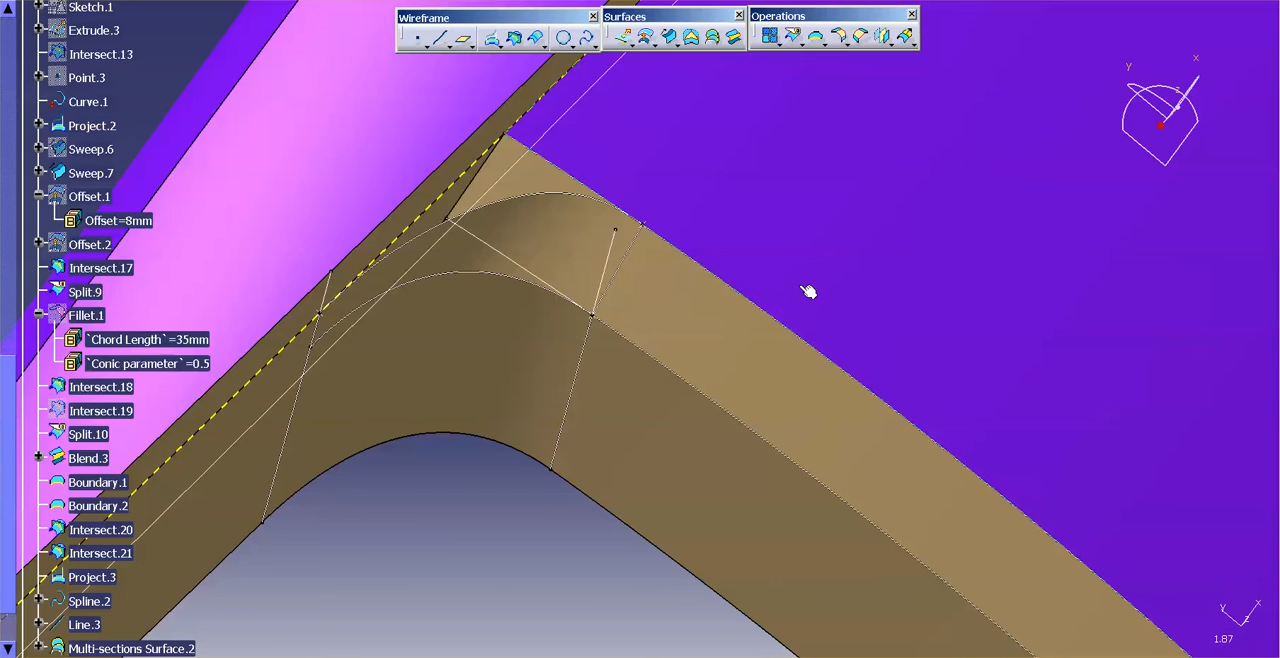 Sketch.1
Extrude.3
Intersect.13
Point.3
Curve.1
Project.2
Sweep.6
Sweep.7
Offset.1
Offset=8mm
Offset.2
Intersect.17
Split.9
Fillet.1
`Chord Length`=35mm
`Conic parameter`=0.5
Intersect.18
Intersect.19
Split.10
Blend.3
Boundary.1
Boundary.2
Intersect.20
Intersect.21
Project.3
Spline.2
Line.3
Multi-sections Surface.2
Wireframe
Surfaces
Operations
y
x
z
y
x
z
1.87